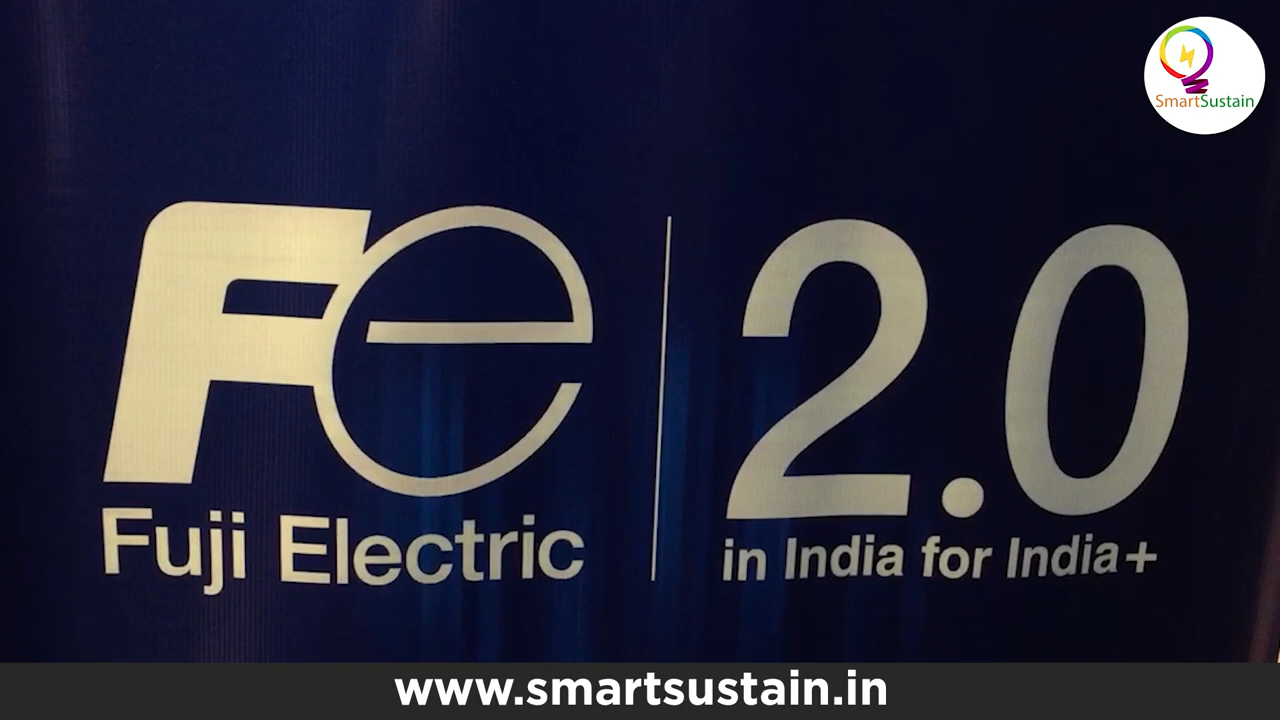 SmartSustain
Fe
2.0
Fuji Electric
in India for India+
www.smartsustain.in